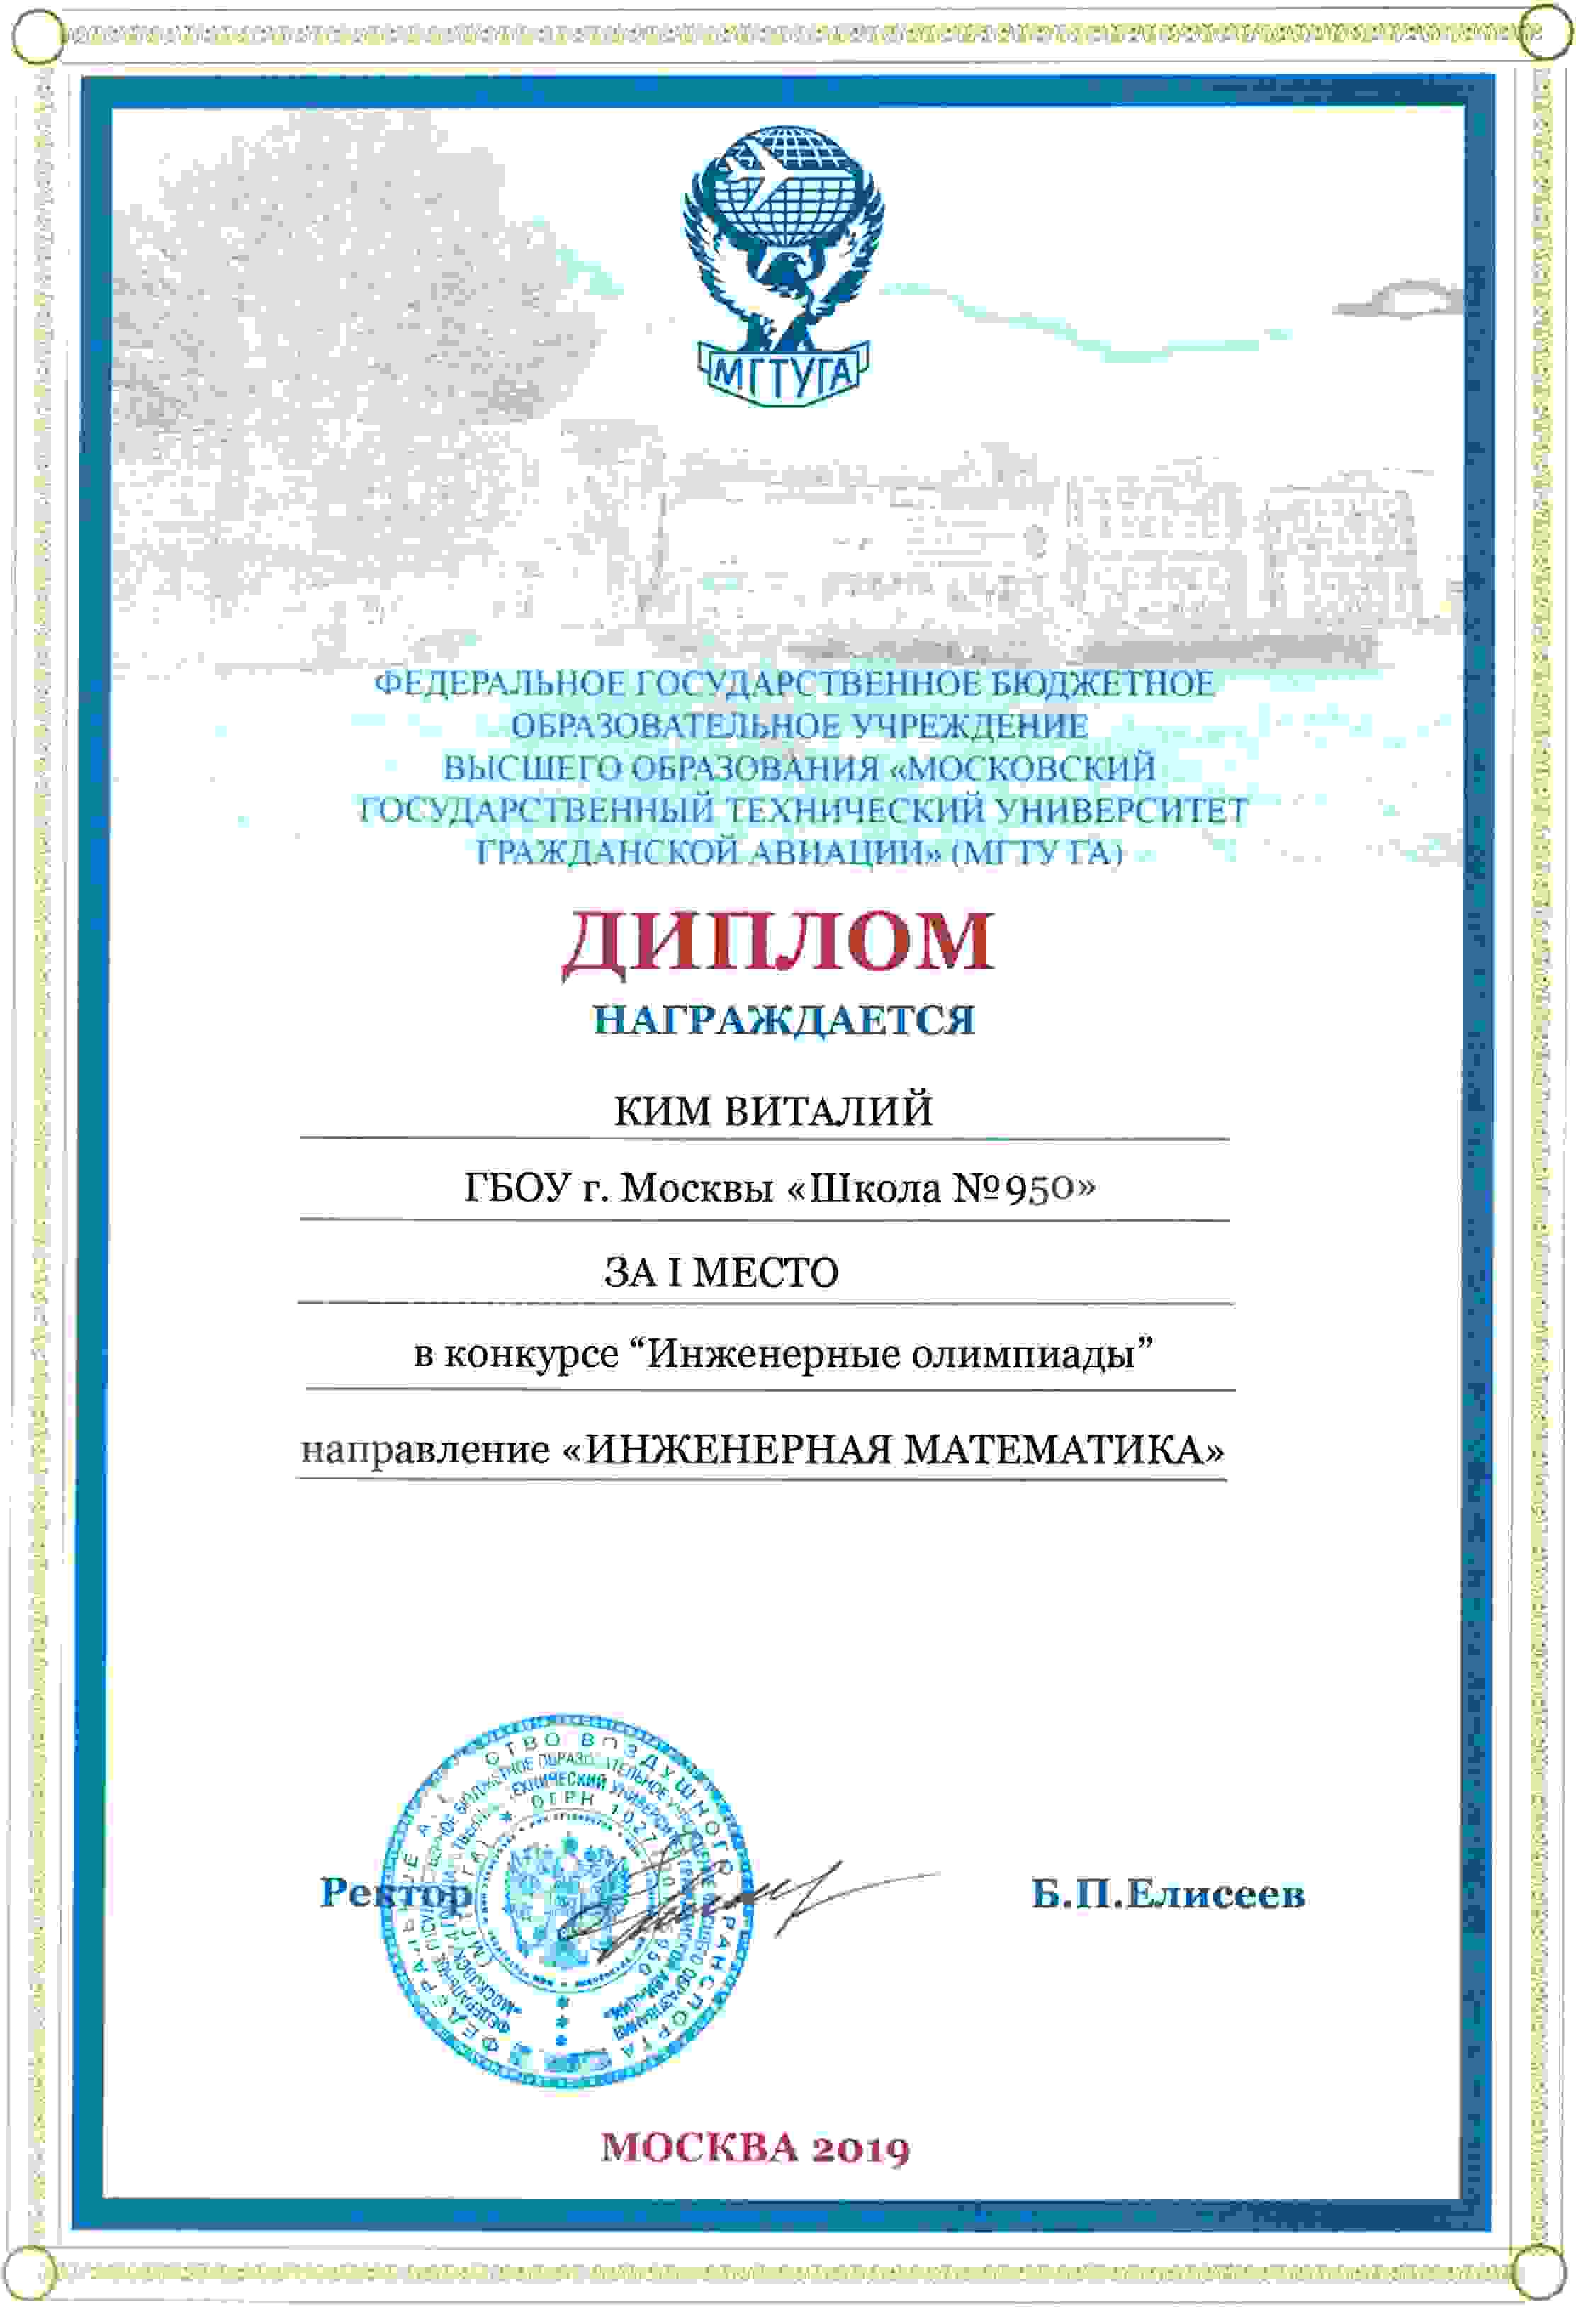 МГТУГА
ФЕДЕРАЛЬНОЕ ГОСУДАРСТВЕННОЕ БЮДЖЕТНОЕ
ОБРАЗОВАТЕЛЬНОЕ УЧРЕЖДЕНИЕ
ВЫСШЕГО ОБРАЗОВАНИЯ «МОСКОВСКИЙ
ГОСУДАРСТВЕННЫЙ ТЕХНИЧЕСКИЙ УНИВЕРСИТЕТ
ГРАЖДАНСКОЙ АВИАЦИИ» (МГТУ ГА)
ДИПЛОМ
НАГРАЖДАЕТСЯ
КИМ ВИТАЛИЙ
ГБОУ г. Москвы «Школа №950»
ЗА I МЕСТО
в конкурсе “Инженерные олимпиады”
направление «ИНЖЕНЕРНАЯ МАТЕМАТИКА»
Ректор
Б.П.Елисеев
МОСКВА 2019